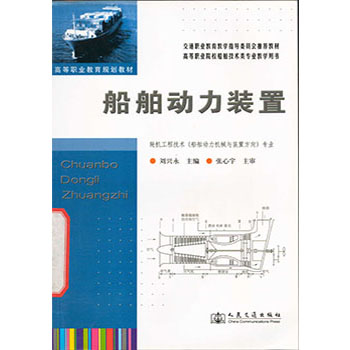 交通职业教育教学指导委员会推荐教材
高等职业院校船舶技术类专业教学用书
高等职业教育规划教材
船舶动力装置
Chuanbo
Dongli
Zhuangzhi
轮机工程技术（船舶动力机械与装置方向）专业
刘兴永 主编 张心宇 主审
人民交通出版社
China Communications Press